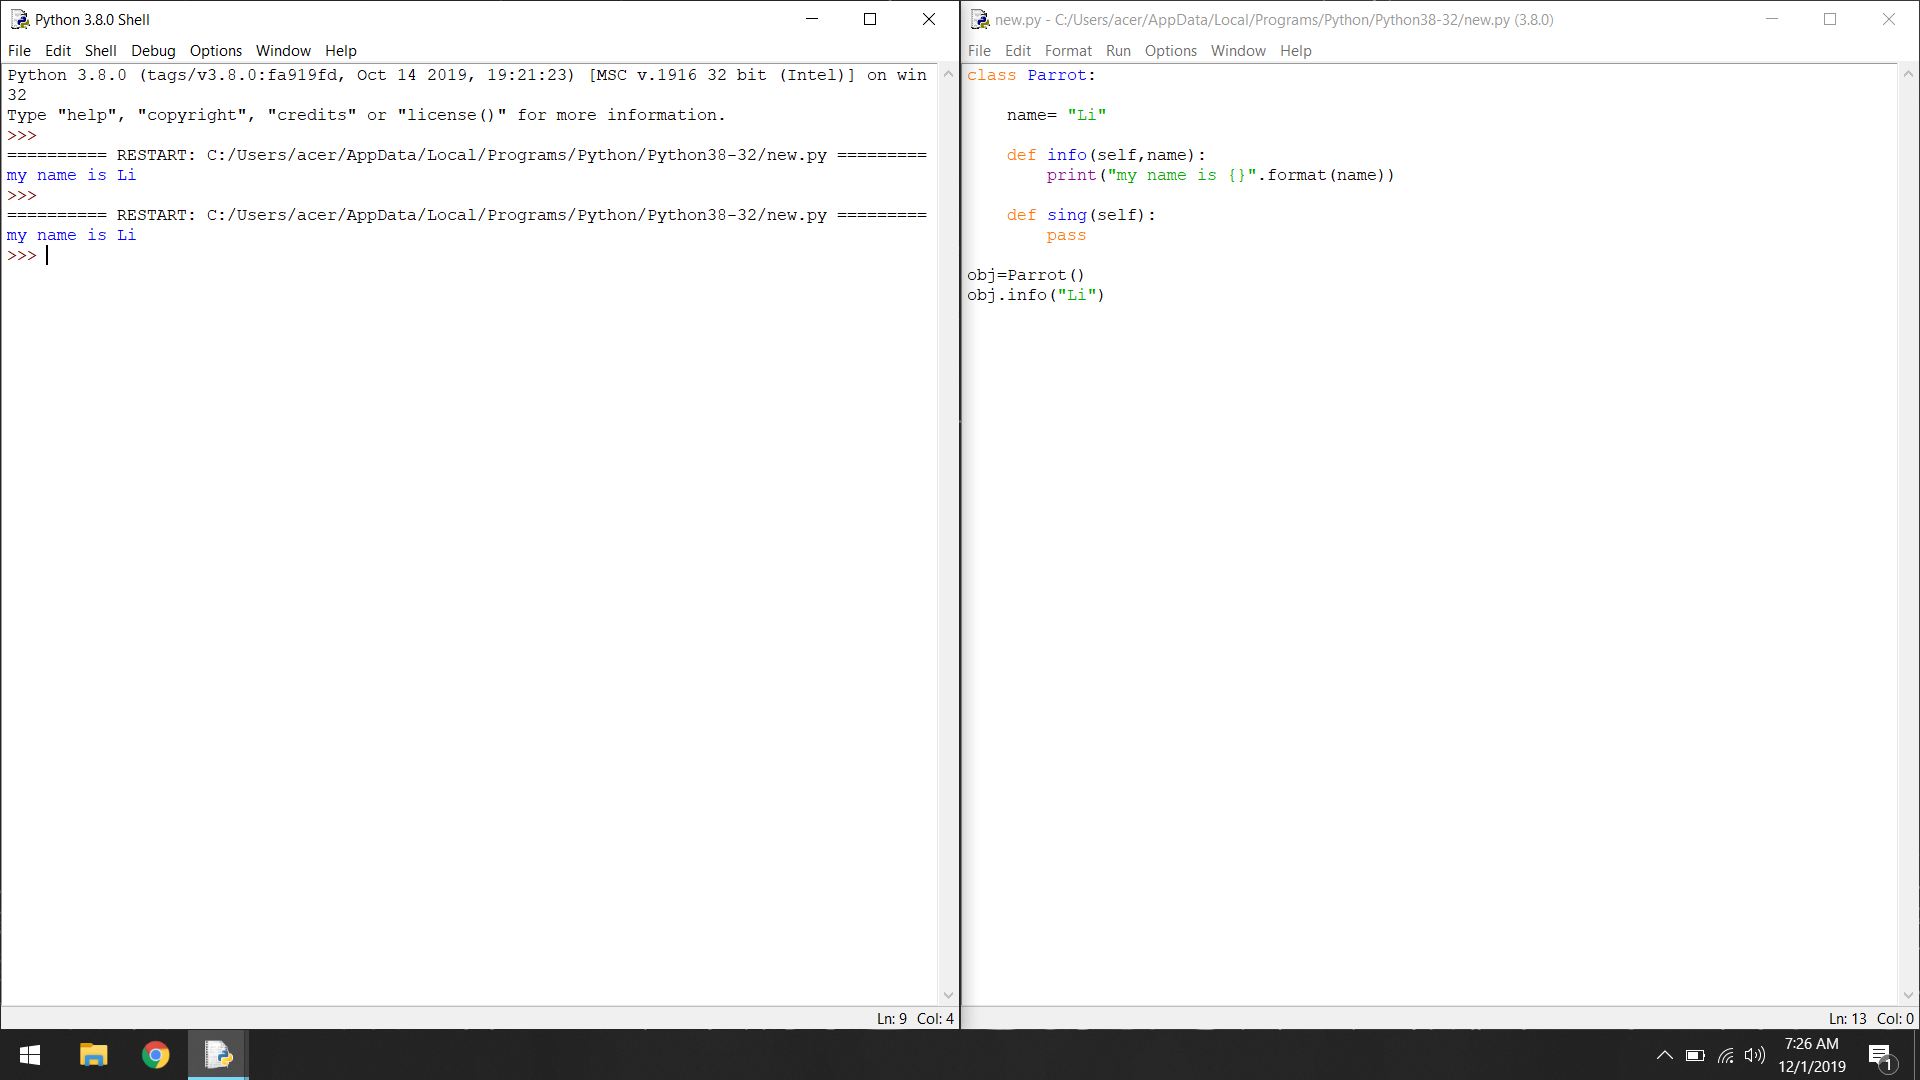 Python 3.8.0 Shell
File Edit Shell Debug Options Window Help
Python 3.8.0 (tags/v3.8.0:fa919fd, Oct 14 2019, 19:21:23) [MSC v.1916 32 bit (Intel)] on win
32
Type "help", "copyright", "credits" or "license()" for more information.
>>>
========== RESTART: C:/Users/acer/AppData/Local/Programs/Python/Python38-32/new.py =========
my name is Li
>>>
========== RESTART: C:/Users/acer/AppData/Local/Programs/Python/Python38-32/new.py =========
my name is Li
>>>
Ln: 9 Col: 4
new.py - C:/Users/acer/AppData/Local/Programs/Python/Python38-32/new.py (3.8.0)
File Edit Format Run Options Window Help
class Parrot:
    name= "Li"
    def info(self,name):
        print("my name is {}".format(name))
    def sing(self):
        pass
obj=Parrot()
obj.info("Li")
Ln: 13 Col: 0
7:26 AM
12/1/2019
1